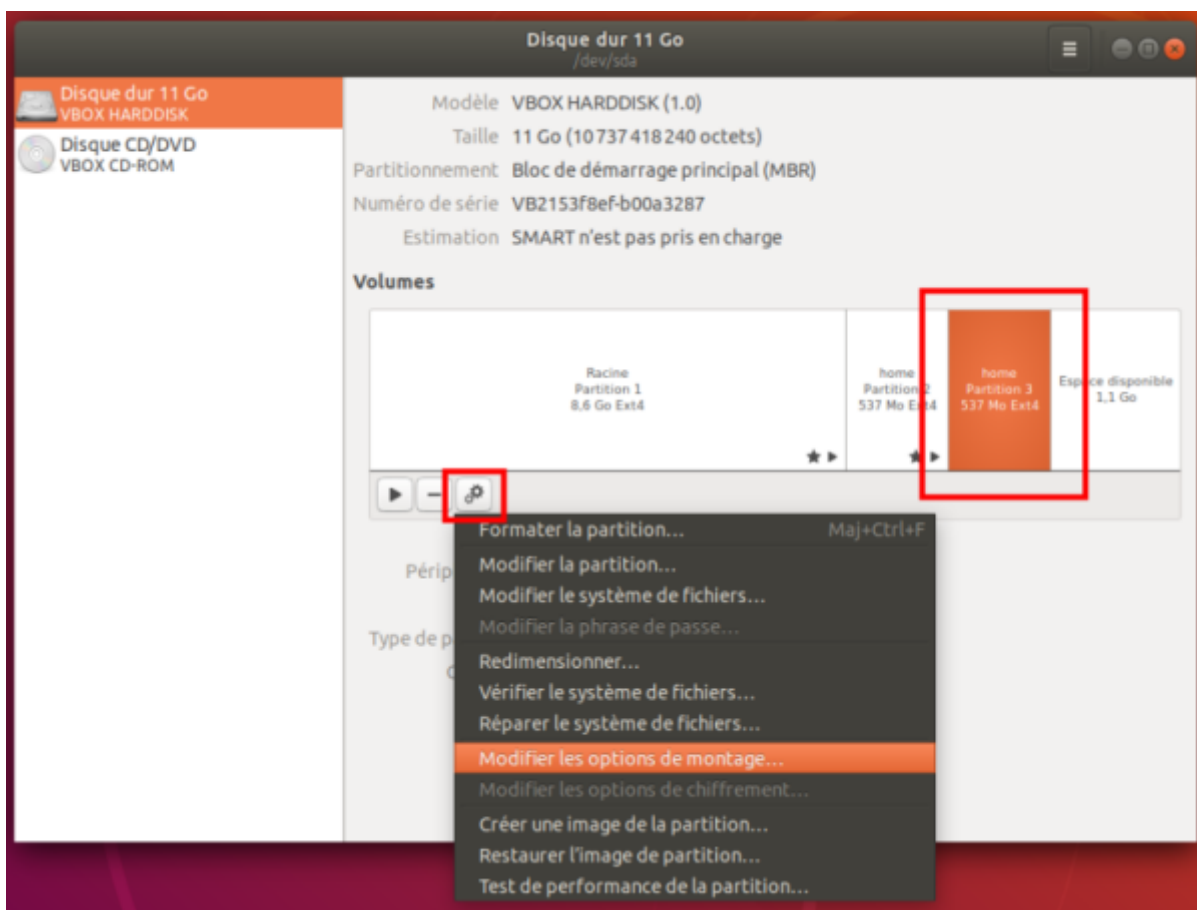 Disque dur 11 Go
/dev/sda
Disque dur 11 Go
VBOX HARDDISK
Disque CD/DVD
VBOX CD-ROM
Modèle VBOX HARDDISK (1.0)
Taille 11 Go (10 737 418 240 octets)
Partitionnement Bloc de démarrage principal (MBR)
Numéro de série VB2153f8ef-b00a3287
Estimation SMART n'est pas pris en charge
Volumes
Racine
Partition 1
8,6 Go Ext4
home
Partition 2
537 Mo Ext4
home
Partition 3
537 Mo Ext4
Espace disponible
1,1 Go
Formater la partition... Maj+Ctrl+F
Périp
Modifier la partition...
Modifier le système de fichiers...
Modifier la phrase de passe...
Type de p
Redimensionner...
Vérifier le système de fichiers...
Réparer le système de fichiers...
Modifier les options de montage...
Modifier les options de chiffrement...
Créer une image de la partition...
Restaurer l'image de partition...
Test de performance de la partition...